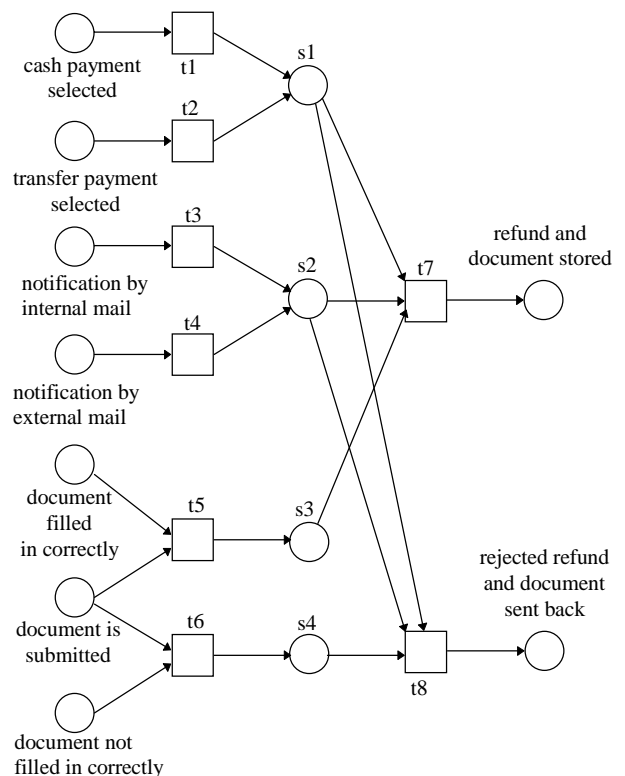 cash payment
selected
t1
s1
t2
transfer payment
selected
t3
notification by
internal mail
s2
t7
refund and
document stored
t4
notification by
external mail
document
filled
in correctly
t5
s3
document is
submitted
t6
s4
t8
rejected refund
and document
sent back
document not
filled in correctly